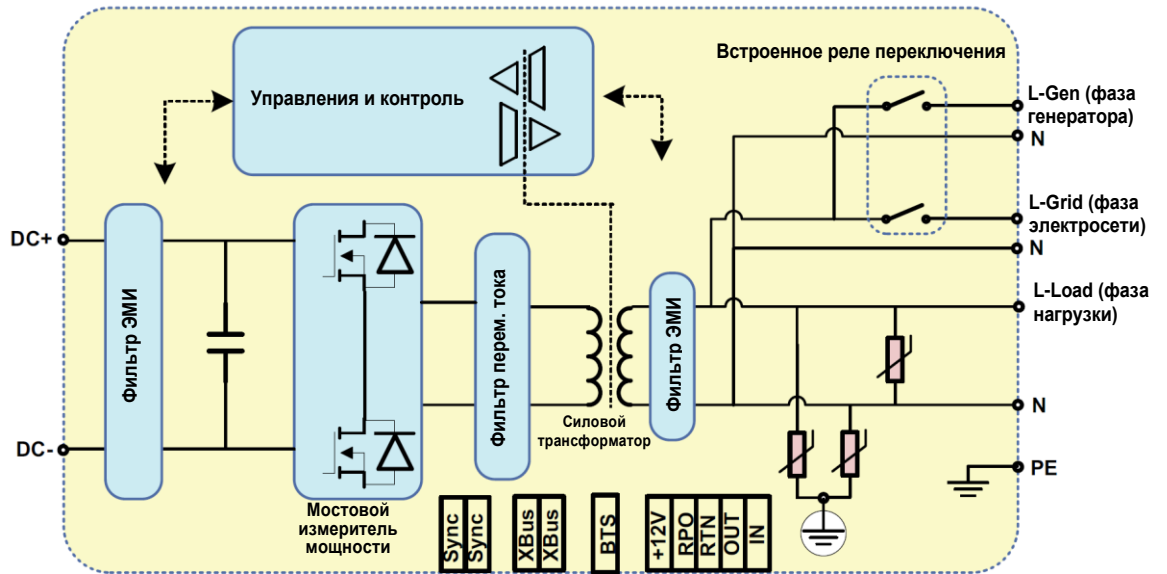 Встроенное реле переключения
Управления и контроль
L-Gen (фаза
генератора)
N
L-Grid (фаза
электросети)
N
DC+
L-Load (фаза
нагрузки)
Фильтр ЭМИ
Фильтр перем. тока
Фильтр ЭМИ
Силовой
трансформатор
N
DC-
PE
Мостовой
измеритель
мощности
Sync
Sync
XBus
XBus
BTS
+12V
RPO
RTN
OUT
IN